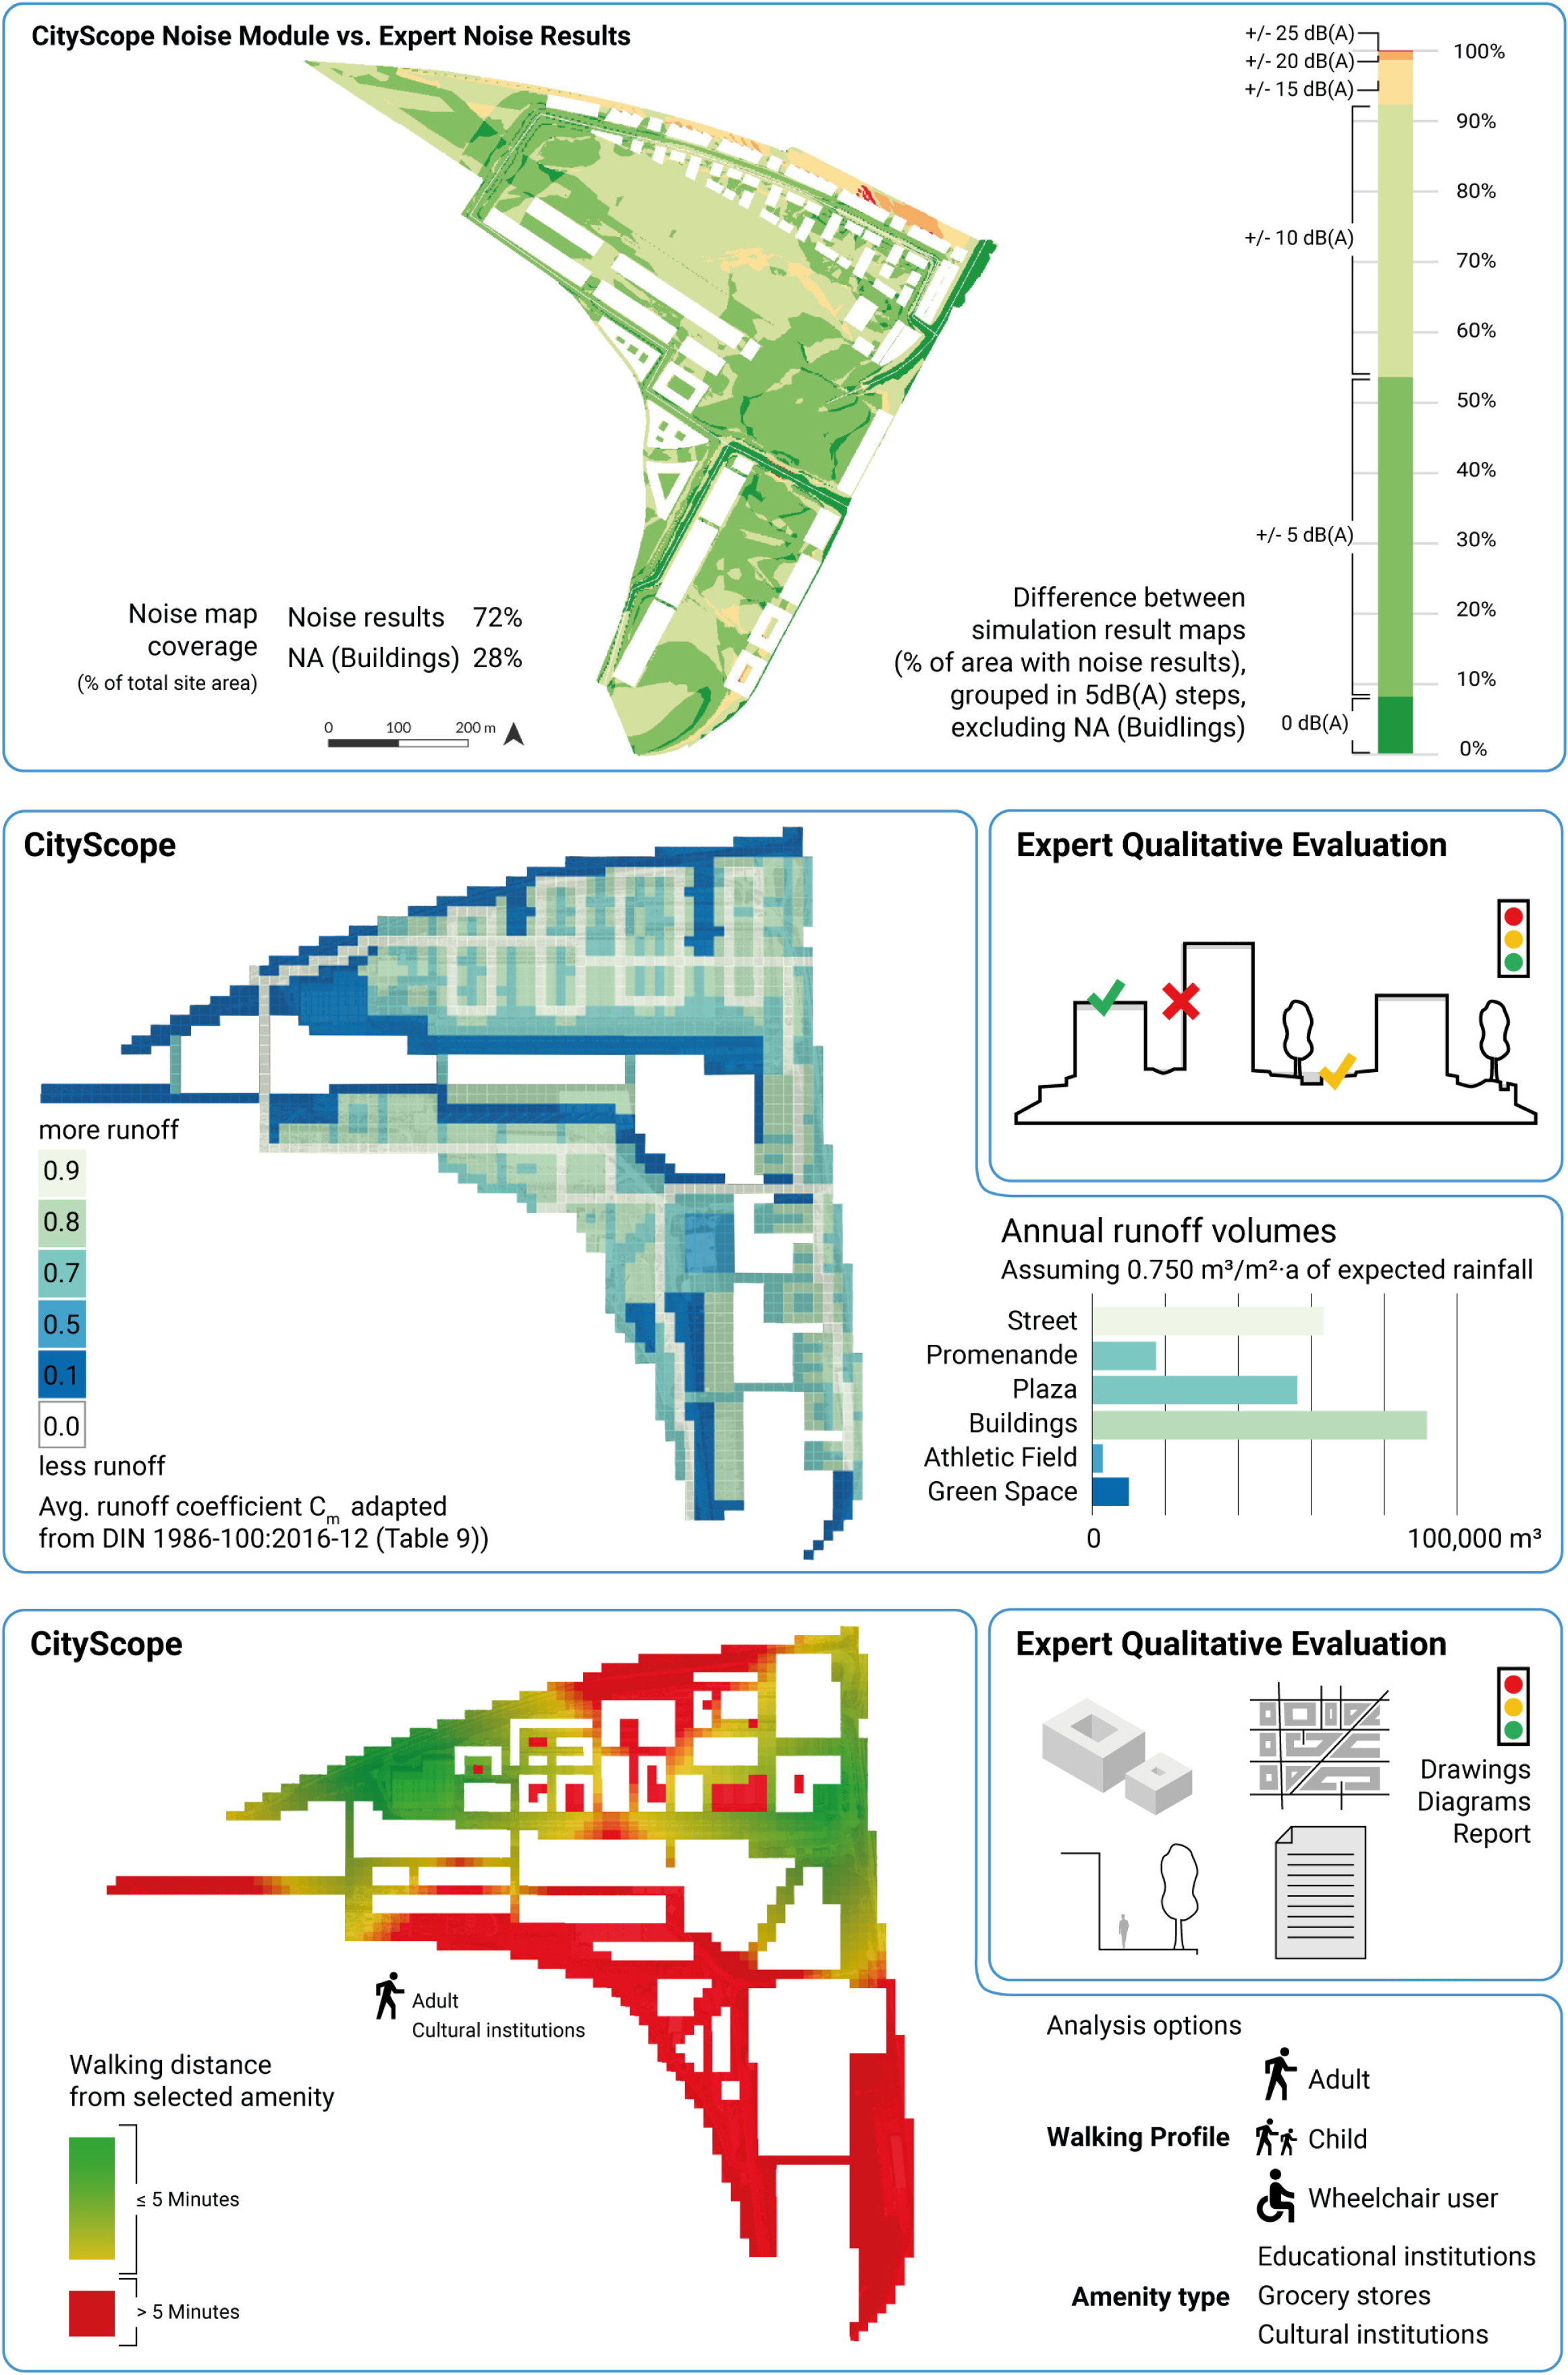 CityScope Noise Module vs. Expert Noise Results
+/- 25 dB(A)
+/- 20 dB(A)
+/- 15 dB(A)
+/- 10 dB(A)
+/- 5 dB(A)
0 dB(A)
100%
90%
80%
70%
60%
50%
40%
30%
20%
10%
0%
Noise map
coverage
(% of total site area)
Noise results 72%
NA (Buildings) 28%
0 100 200 m
Difference between
simulation result maps
(% of area with noise results),
grouped in 5dB(A) steps,
excluding NA (Buidlings)
CityScope
more runoff
0.9
0.8
0.7
0.5
0.1
0.0
less runoff
Avg. runoff coefficient Cm adapted
from DIN 1986-100:2016-12 (Table 9))
Expert Qualitative Evaluation
Annual runoff volumes
Assuming 0.750 m³/m²·a of expected rainfall
Street
Promenande
Plaza
Buildings
Athletic Field
Green Space
0 100,000 m³
CityScope
Adult
Cultural institutions
Walking distance
from selected amenity
≤ 5 Minutes
> 5 Minutes
Expert Qualitative Evaluation
Drawings
Diagrams
Report
Analysis options
Adult
Walking Profile Child
Wheelchair user
Educational institutions
Amenity type Grocery stores
Cultural institutions